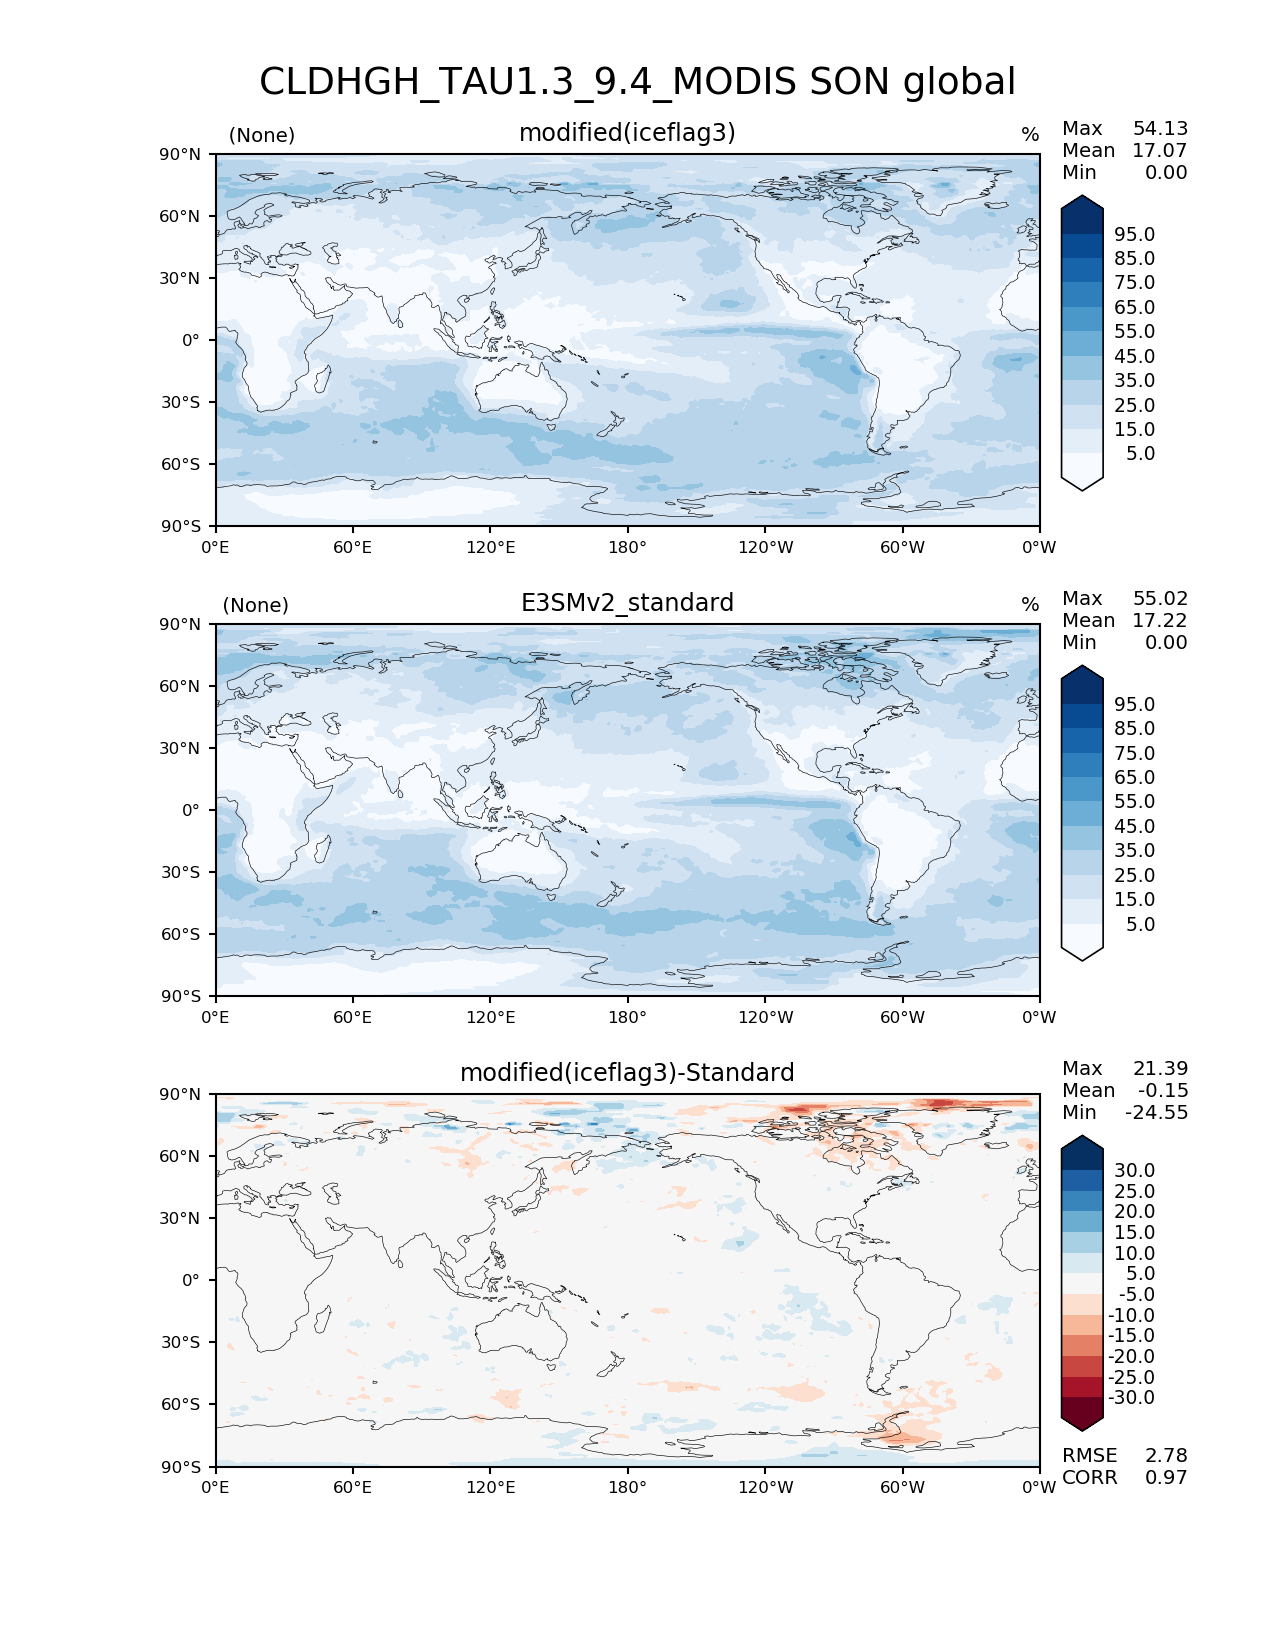 CLDHGH_TAU1.3_9.4_MODIS SON global
(None) modified(iceflag3) %
Max 54.13
Mean 17.07
Min 0.00
90°N
60°N
30°N
0°
30°S
60°S
90°S
0°E 60°E 120°E 180° 120°W 60°W 0°W
95.0
85.0
75.0
65.0
55.0
45.0
35.0
25.0
15.0
5.0
(None) E3SMv2_standard %
Max 55.02
Mean 17.22
Min 0.00
90°N
60°N
30°N
0°
30°S
60°S
90°S
0°E 60°E 120°E 180° 120°W 60°W 0°W
95.0
85.0
75.0
65.0
55.0
45.0
35.0
25.0
15.0
5.0
modified(iceflag3)-Standard
Max 21.39
Mean -0.15
Min -24.55
90°N
60°N
30°N
0°
30°S
60°S
90°S
0°E 60°E 120°E 180° 120°W 60°W 0°W
30.0
25.0
20.0
15.0
10.0
5.0
-5.0
-10.0
-15.0
-20.0
-25.0
-30.0
RMSE 2.78
CORR 0.97